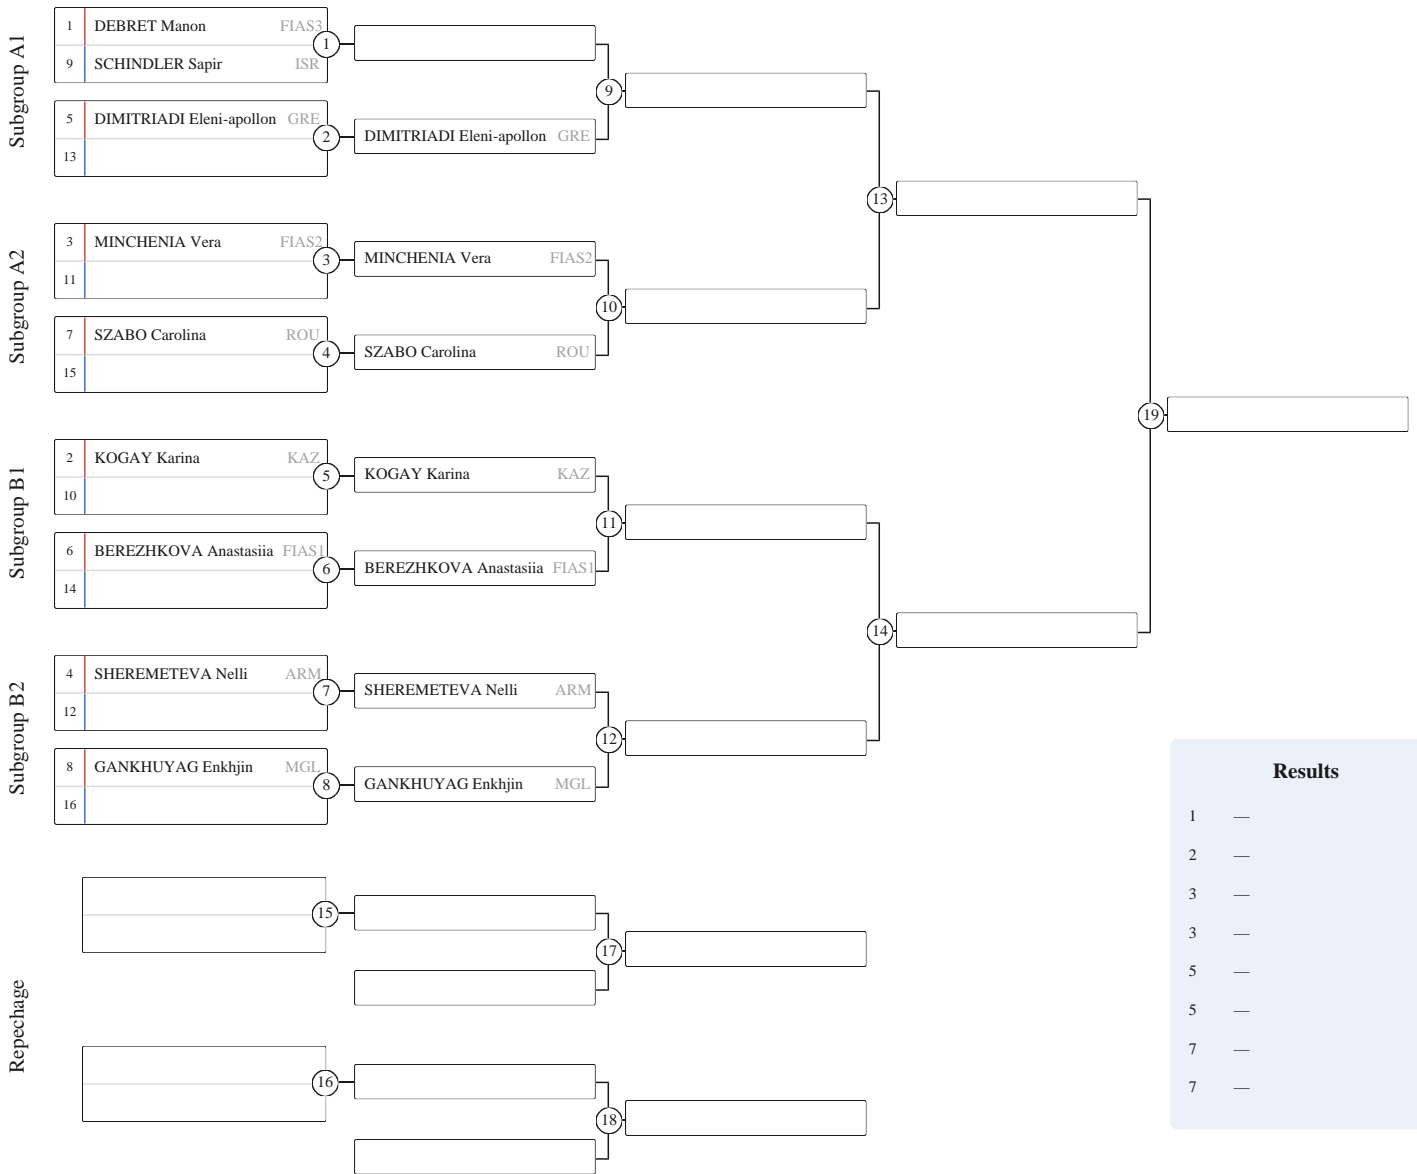 Subgroup A1
1 DEBRET Manon FIAS3
9 SCHINDLER Sapir ISR
1
5 DIMITRIADI Eleni-apollon GRE
13
2
DIMITRIADI Eleni-apollon GRE
9
Subgroup A2
3 MINCHENIA Vera FIAS2
11
3
MINCHENIA Vera FIAS2
7 SZABO Carolina ROU
15
4
SZABO Carolina ROU
10
13
Subgroup B1
2 KOGAY Karina KAZ
10
5
KOGAY Karina KAZ
6 BEREZHKOVA Anastasiia FIAS1
14
6
BEREZHKOVA Anastasiia FIAS1
11
Subgroup B2
4 SHEREMETEVA Nelli ARM
12
7
SHEREMETEVA Nelli ARM
8 GANKHUYAG Enkhjin MGL
16
8
GANKHUYAG Enkhjin MGL
12
14
19
Repechage
15
17
16
18
Results
1 —
2 —
3 —
3 —
5 —
5 —
7 —
7 —